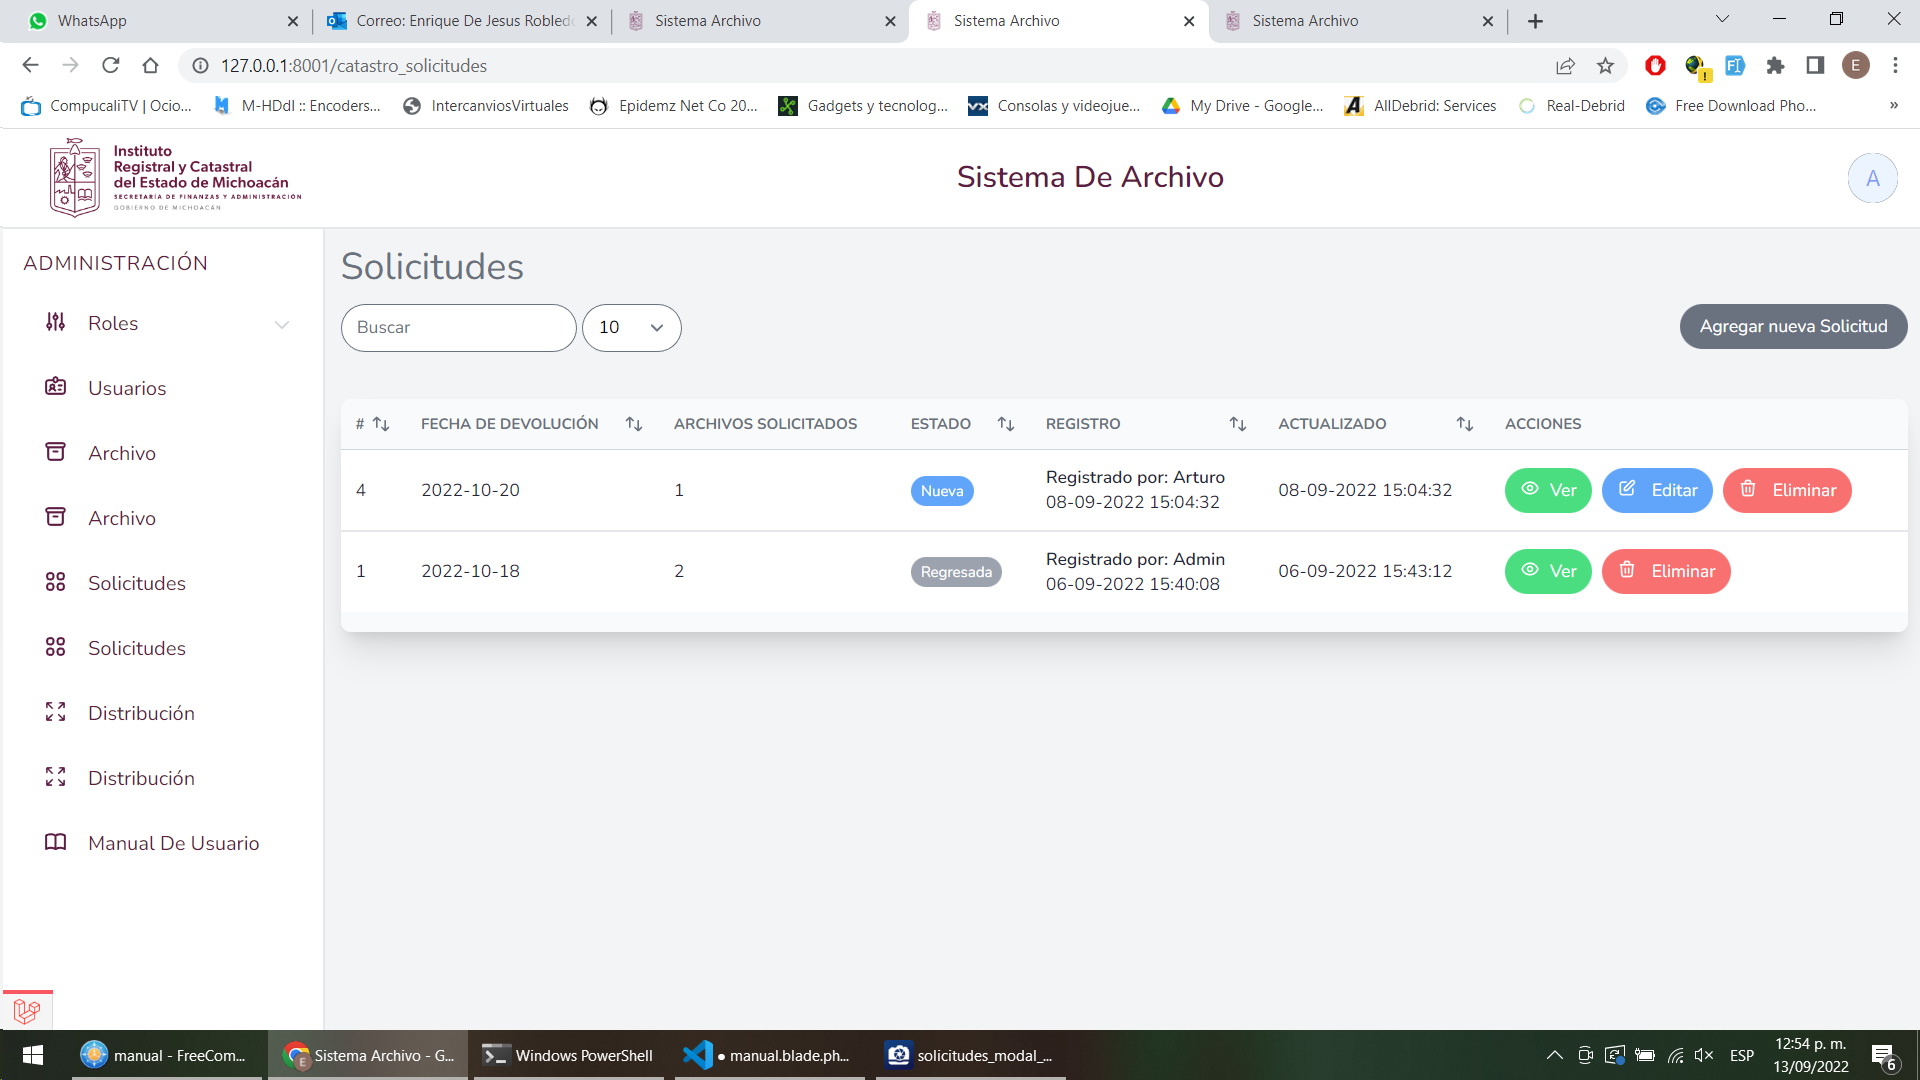 WhatsApp
Correo: Enrique De Jesus Robled
Sistema Archivo
Sistema Archivo
Sistema Archivo
127.0.0.1:8001/catastro_solicitudes
E
CompucaliTV | Ocio...
M-HDdl :: Encoders...
IntercanviosVirtuales
Epidemz Net Co 20...
Gadgets y tecnolog...
Consolas y videojue...
My Drive - Google...
AllDebrid: Services
Real-Debrid
Free Download Pho...
»
Instituto
Registral y Catastral
del Estado de Michoacán
SECRETARÍA DE FINANZAS Y ADMINISTRACIÓN
GOBIERNO DE MICHOACÁN
Sistema De Archivo
A
ADMINISTRACIÓN
Roles
Usuarios
Archivo
Archivo
Solicitudes
Solicitudes
Distribución
Distribución
Manual De Usuario
Solicitudes
Buscar
10
Agregar nueva Solicitud
# FECHA DE DEVOLUCIÓN ARCHIVOS SOLICITADOS ESTADO REGISTRO ACTUALIZADO ACCIONES
4 2022-10-20 1 Nueva Registrado por: Arturo 08-09-2022 15:04:32 08-09-2022 15:04:32 Ver Editar Eliminar
1 2022-10-18 2 Regresada Registrado por: Admin 06-09-2022 15:40:08 06-09-2022 15:43:12 Ver Eliminar
manual - FreeCom...
Sistema Archivo - G...
Windows PowerShell
● manual.blade.ph...
solicitudes_modal_...
ESP
12:54 p. m.
13/09/2022
6